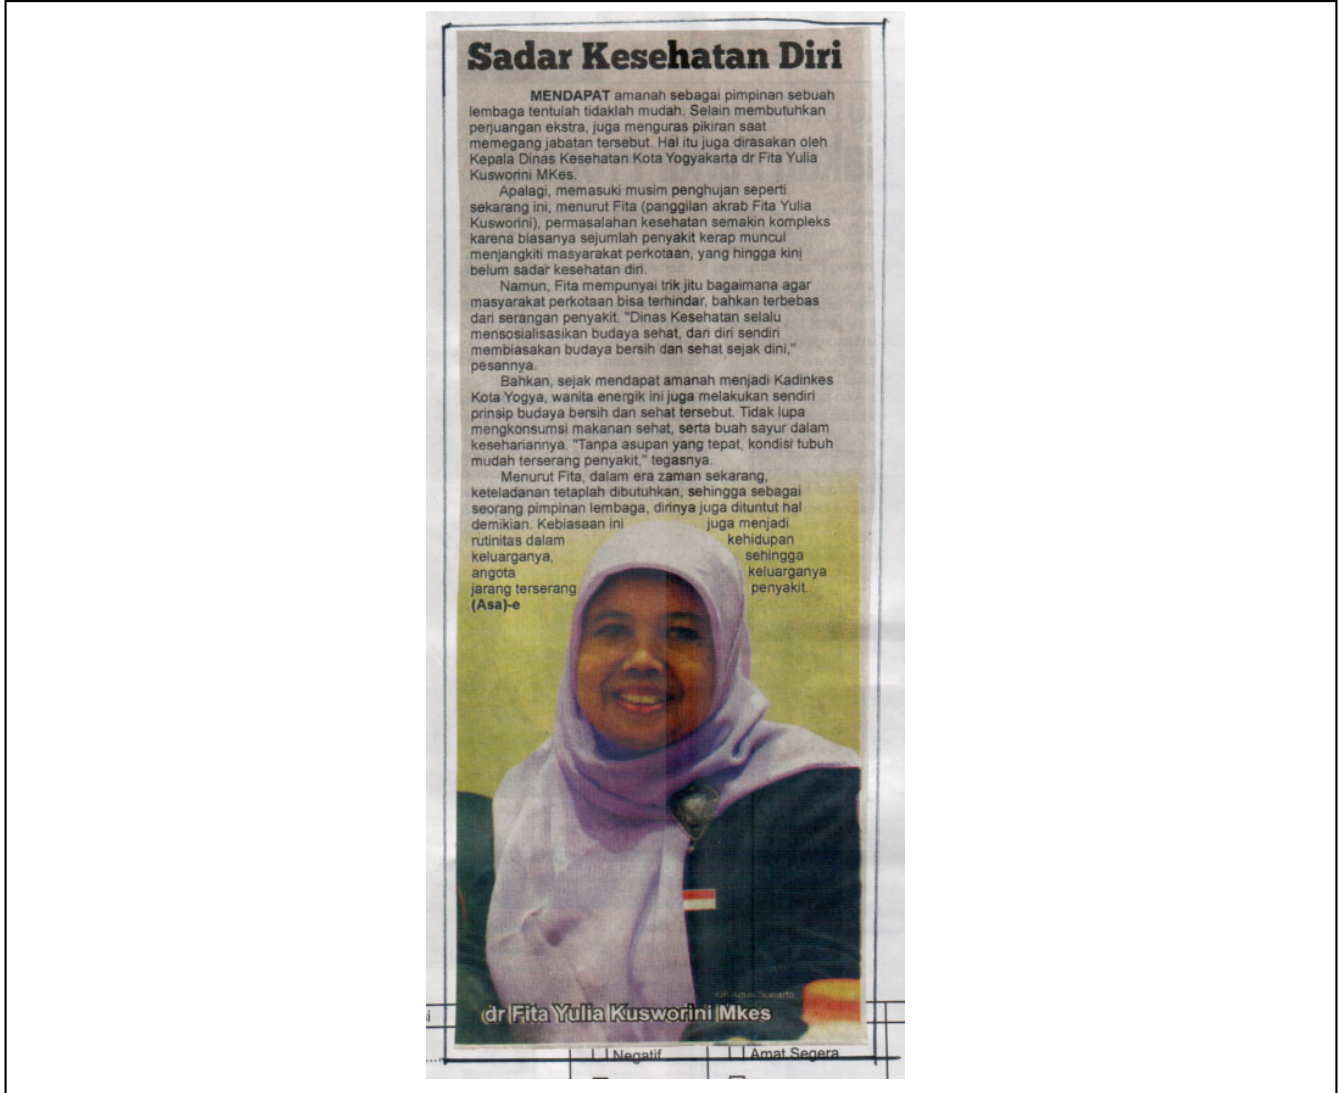 Sadar Kesehatan Diri
MENDAPAT amanah sebagai pimpinan sebuah
lembaga tentulah tidaklah mudah. Selain membutuhkan
perjuangan ekstra, juga menguras pikiran saat
memegang jabatan tersebut. Hal itu juga dirasakan oleh
Kepala Dinas Kesehatan Kota Yogyakarta dr Fita Yulia
Kusworini MKes.
Apalagi, memasuki musim penghujan seperti
sekarang ini, menurut Fita (panggilan akrab Fita Yulia
Kusworini), permasalahan kesehatan semakin kompleks
karena biasanya sejumlah penyakit kerap muncul
menjangkiti masyarakat perkotaan, yang hingga kini
belum sadar kesehatan diri.
Namun, Fita mempunyai trik jitu bagaimana agar
masyarakat perkotaan bisa terhindar, bahkan terbebas
dari serangan penyakit. "Dinas Kesehatan selalu
mensosialisasikan budaya sehat, dari diri sendiri
membiasakan budaya bersih dan sehat sejak dini,"
pesannya.
Bahkan, sejak mendapat amanah menjadi Kadinkes
Kota Yogya, wanita energik ini juga melakukan sendiri
prinsip budaya bersih dan sehat tersebut. Tidak lupa
mengkonsumsi makanan sehat, serta buah sayur dalam
kesehariannya. "Tanpa asupan yang tepat, kondisi tubuh
mudah terserang penyakit," tegasnya.
Menurut Fita, dalam era zaman sekarang,
keteladanan tetaplah dibutuhkan, sehingga sebagai
seorang pimpinan lembaga, dirinya juga dituntut hal
demikian. Kebiasaan ini juga menjadi
rutinitas dalam kehidupan
keluarganya, sehingga
angota keluarganya
jarang terserang penyakit.
(Asa)-e
dr Fita Yulia Kusworini Mkes
Negatif Amat Segera